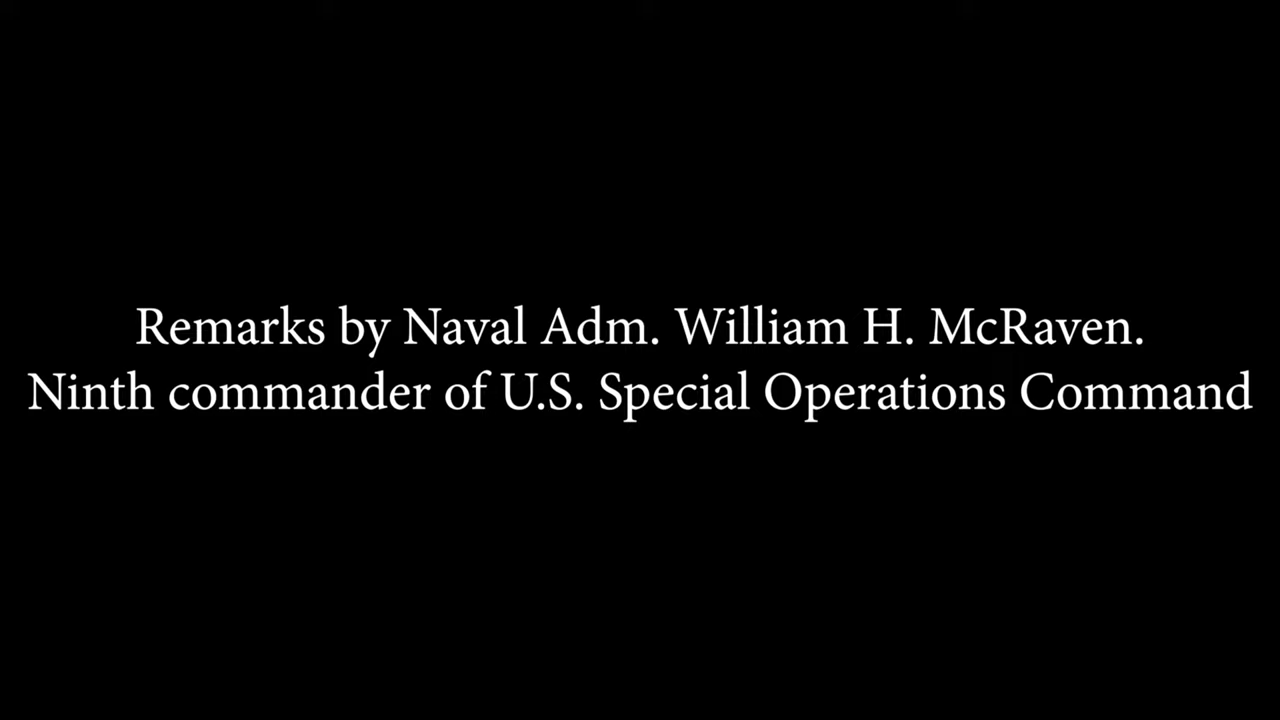 Remarks by Naval Adm. William H. McRaven.
Ninth commander of U.S. Special Operations Command